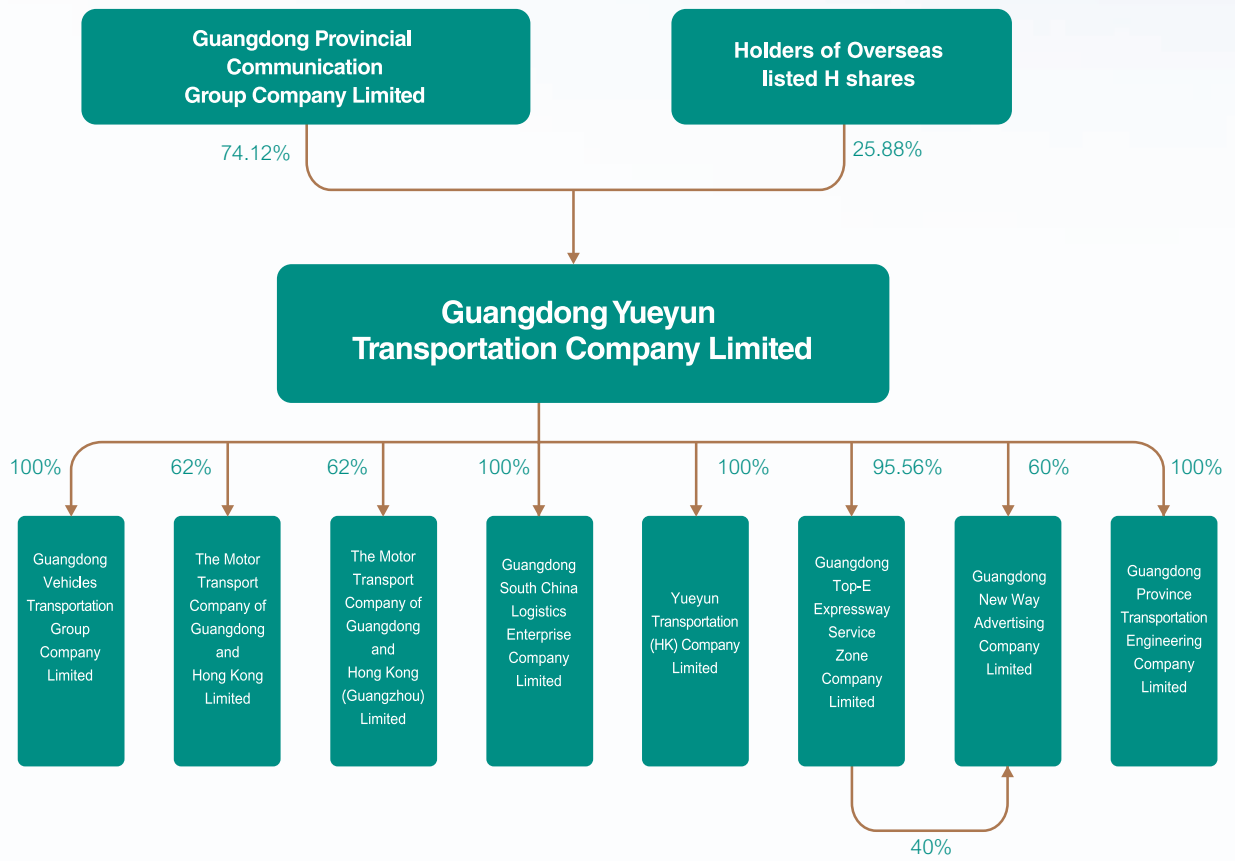 Guangdong Provincial
Communication
Group Company Limited
Holders of Overseas
listed H shares
74.12%
25.88%
Guangdong Yueyun
Transportation Company Limited
100%
62%
62%
100%
100%
95.56%
60%
100%
Guangdong
Vehicles
Transportation
Group
Company
Limited
The Motor
Transport
Company of
Guangdong
and
Hong Kong
Limited
The Motor
Transport
Company of
Guangdong
and
Hong Kong
(Guangzhou)
Limited
Guangdong
South China
Logistics
Enterprise
Company
Limited
Yueyun
Transportation
(HK) Company
Limited
Guangdong
Top-E
Expressway
Service
Zone
Company
Limited
Guangdong
New Way
Advertising
Company
Limited
Guangdong
Province
Transportation
Engineering
Company
Limited
40%